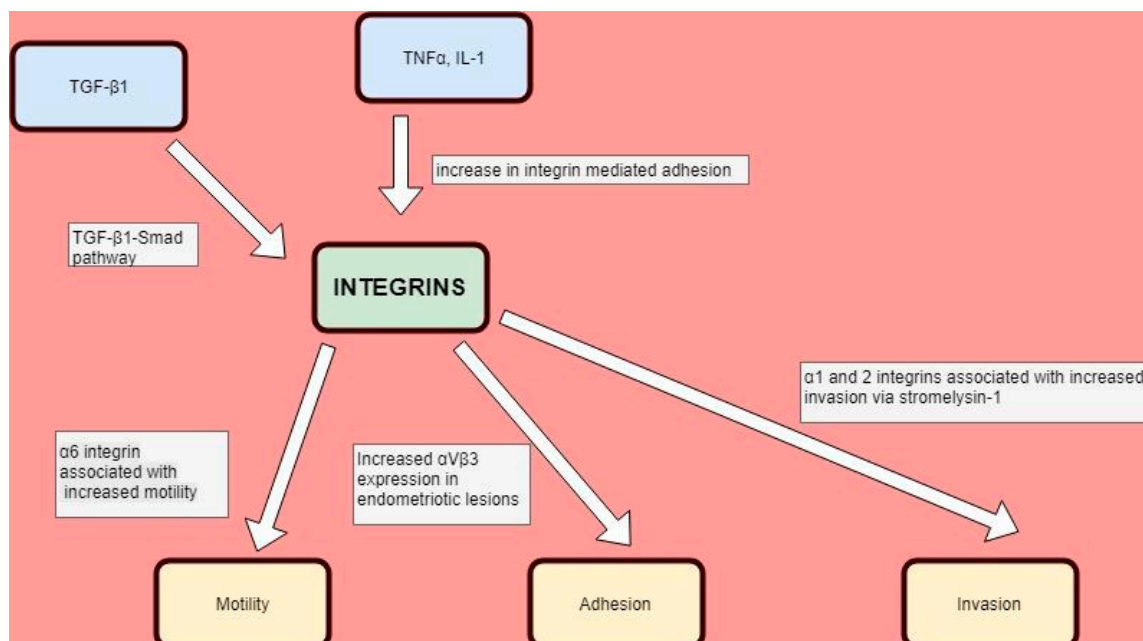 TNFα, IL-1
TGF-β1
increase in integrin mediated adhesion
TGF-β1-Smad
pathway
INTEGRINS
α1 and 2 integrins associated with increased
invasion via stromelysin-1
α6 integrin
associated with
increased motility
Increased αVβ3
expression in
endometriotic lesions
Motility
Adhesion
Invasion